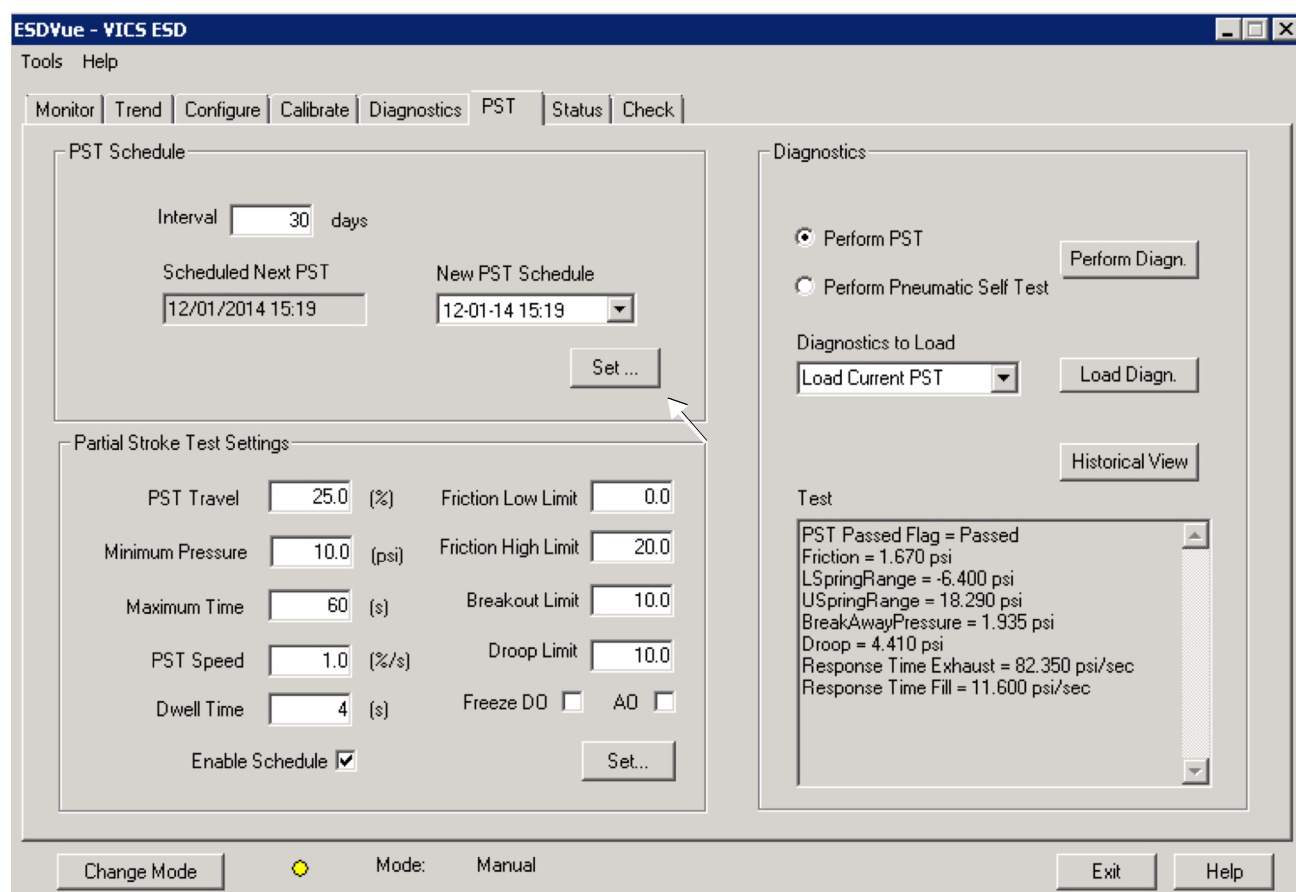 ESDVue - VICS ESD
Tools Help
Monitor Trend Configure Calibrate Diagnostics PST Status Check
PST Schedule
Interval 30 days
Scheduled Next PST
12/01/2014 15:19
New PST Schedule
12-01-14 15:19
Set ...
Partial Stroke Test Settings
PST Travel 25.0 (%)
Minimum Pressure 10.0 (psi)
Maximum Time 60 (s)
PST Speed 1.0 (%/s)
Dwell Time 4 (s)
Enable Schedule
Friction Low Limit 0.0
Friction High Limit 20.0
Breakout Limit 10.0
Droop Limit 10.0
Freeze DO AO
Set...
Diagnostics
Perform PST
Perform Pneumatic Self Test
Perform Diagn.
Diagnostics to Load
Load Current PST
Load Diagn.
Historical View
Test
PST Passed Flag = Passed
Friction = 1.670 psi
LSpringRange = -6.400 psi
USpringRange = 18.290 psi
BreakAwayPressure = 1.935 psi
Droop = 4.410 psi
Response Time Exhaust = 82.350 psi/sec
Response Time Fill = 11.600 psi/sec
Change Mode
Mode: Manual
Exit
Help